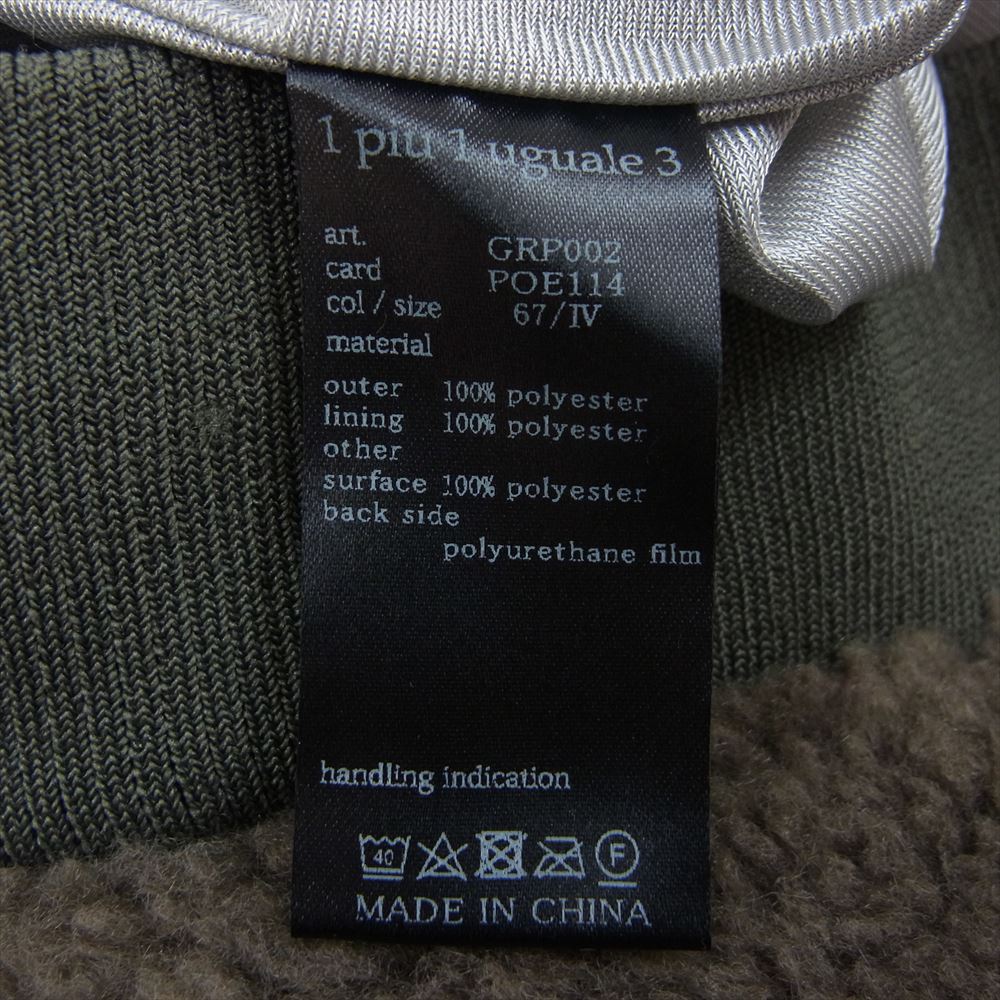 1 più 1 uguale 3
art. GRP002
card POE114
col / size 67/IV
material
outer 100% polyester
lining 100% polyester
other
surface 100% polyester
back side
polyurethane film
handling indication
40 F
MADE IN CHINA